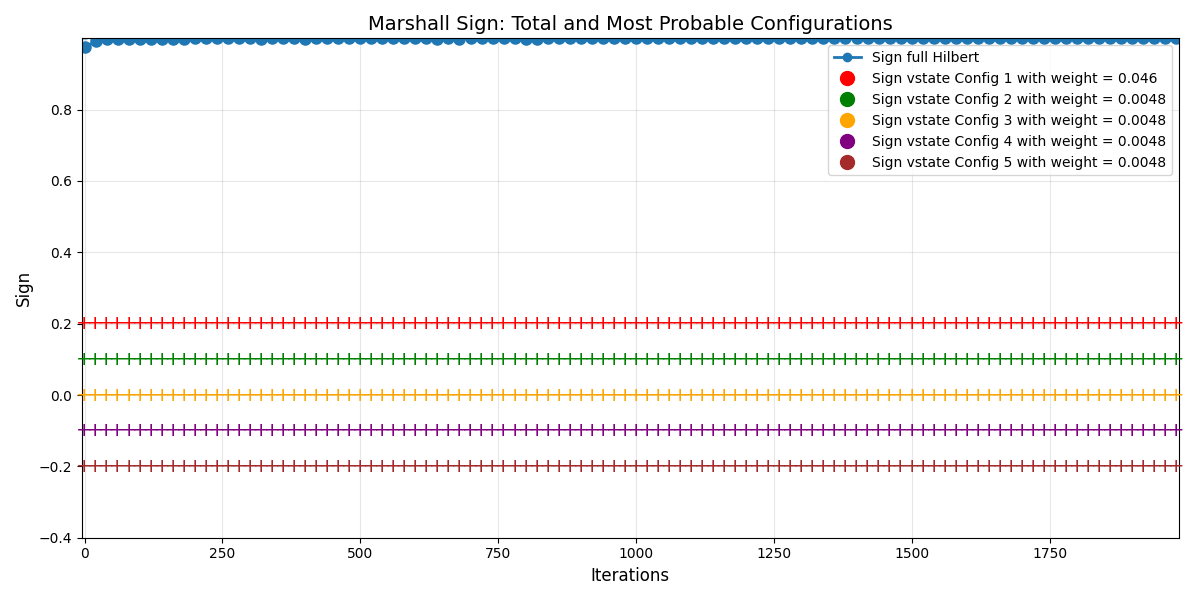 Marshall Sign: Total and Most Probable Configurations
Sign full Hilbert
Sign vstate Config 1 with weight = 0.046
Sign vstate Config 2 with weight = 0.0048
Sign vstate Config 3 with weight = 0.0048
Sign vstate Config 4 with weight = 0.0048
Sign vstate Config 5 with weight = 0.0048
Sign
0.8
0.6
0.4
0.2
0.0
−0.2
−0.4
0 250 500 750 1000 1250 1500 1750
Iterations